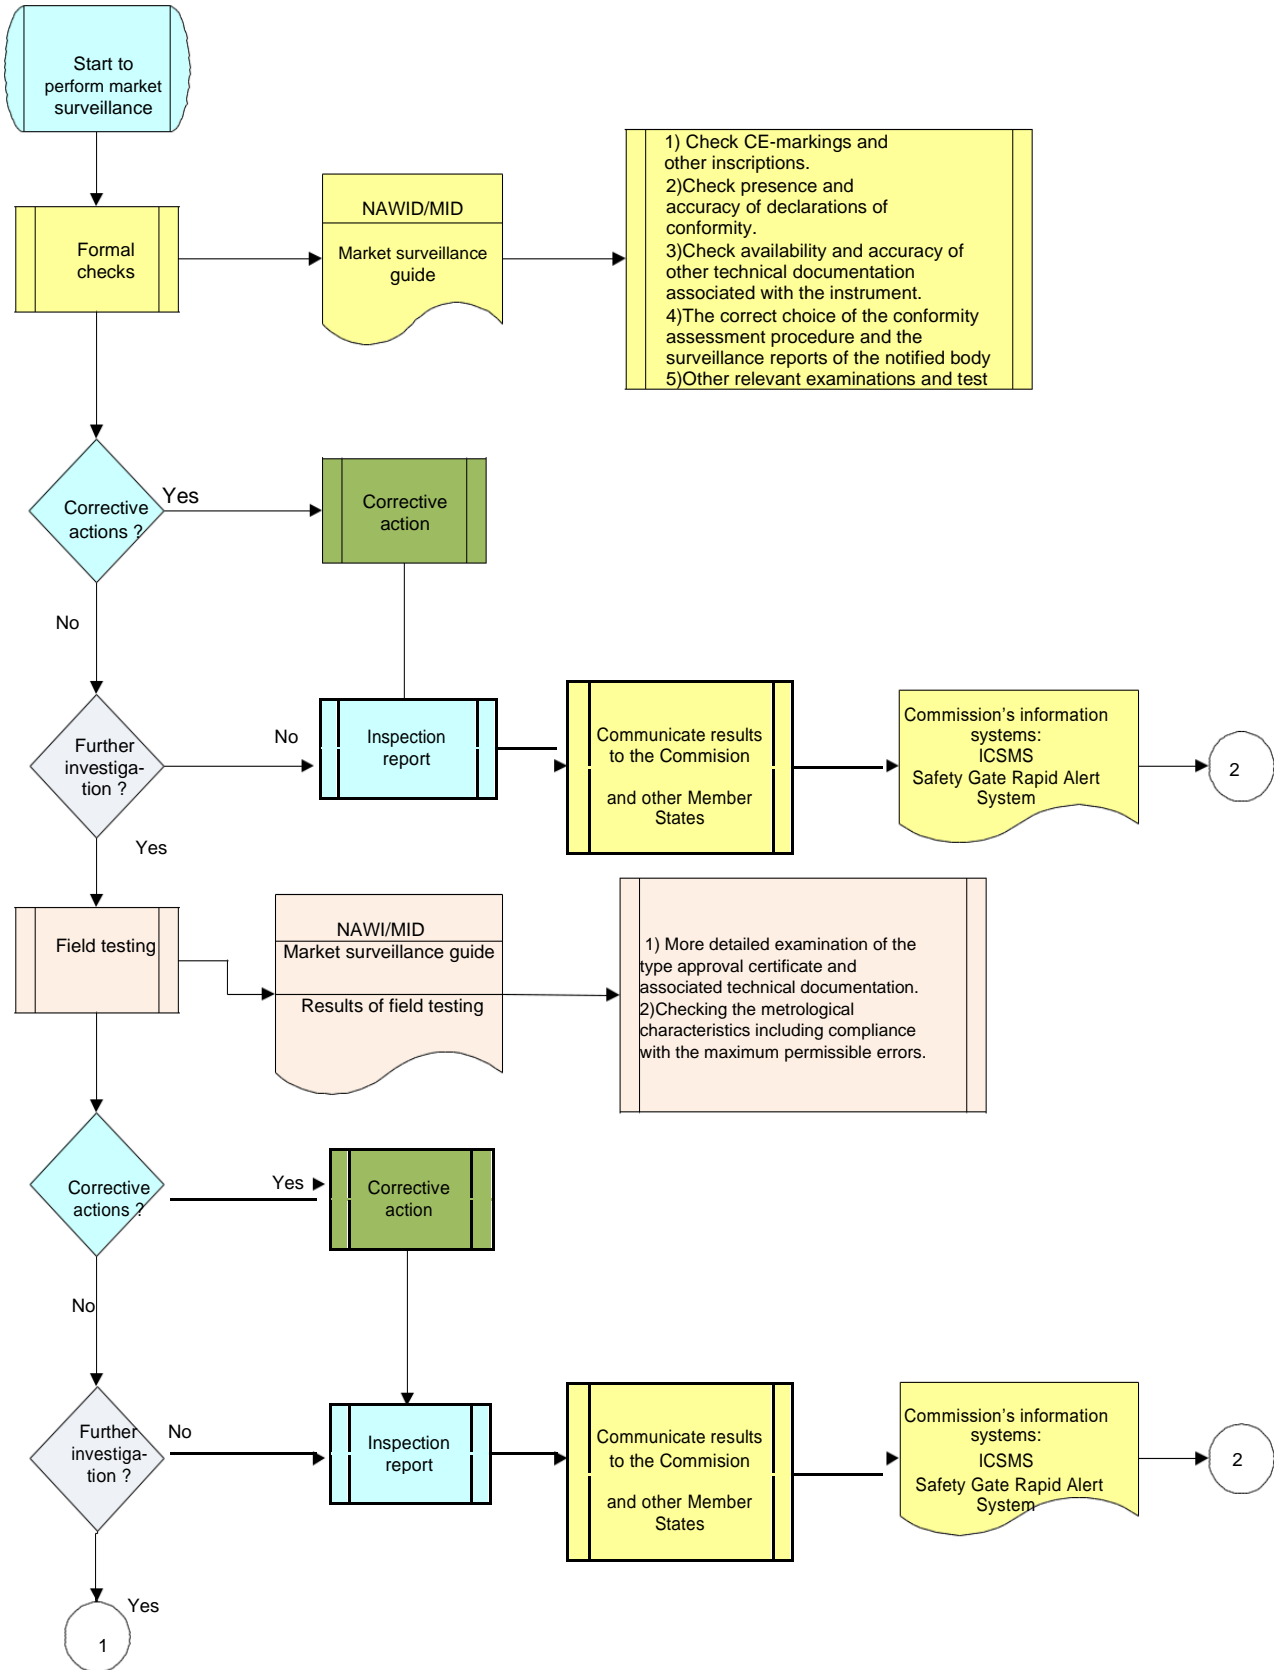 Start to
perform market
surveillance
Formal
checks
NAWID/MID
Market surveillance
guide
1) Check CE-markings and
other inscriptions.
2)Check presence and
accuracy of declarations of
conformity.
3)Check availability and accuracy of
other technical documentation
associated with the instrument.
4)The correct choice of the conformity
assessment procedure and the
surveillance reports of the notified body
5)Other relevant examinations and test
Corrective
actions ?
Yes
Corrective
action
No
Further
investiga-
tion ?
No
Inspection
report
Communicate results
to the Commision
and other Member
States
Commission’s information
systems:
ICSMS
Safety Gate Rapid Alert
System
2
Yes
Field testing
NAWI/MID
Market surveillance guide
Results of field testing
1) More detailed examination of the
type approval certificate and
associated technical documentation.
2)Checking the metrological
characteristics including compliance
with the maximum permissible errors.
Corrective
actions ?
Yes
Corrective
action
No
Further
investiga-
tion ?
No
Inspection
report
Communicate results
to the Commision
and other Member
States
Commission’s information
systems:
ICSMS
Safety Gate Rapid Alert
System
2
Yes
1